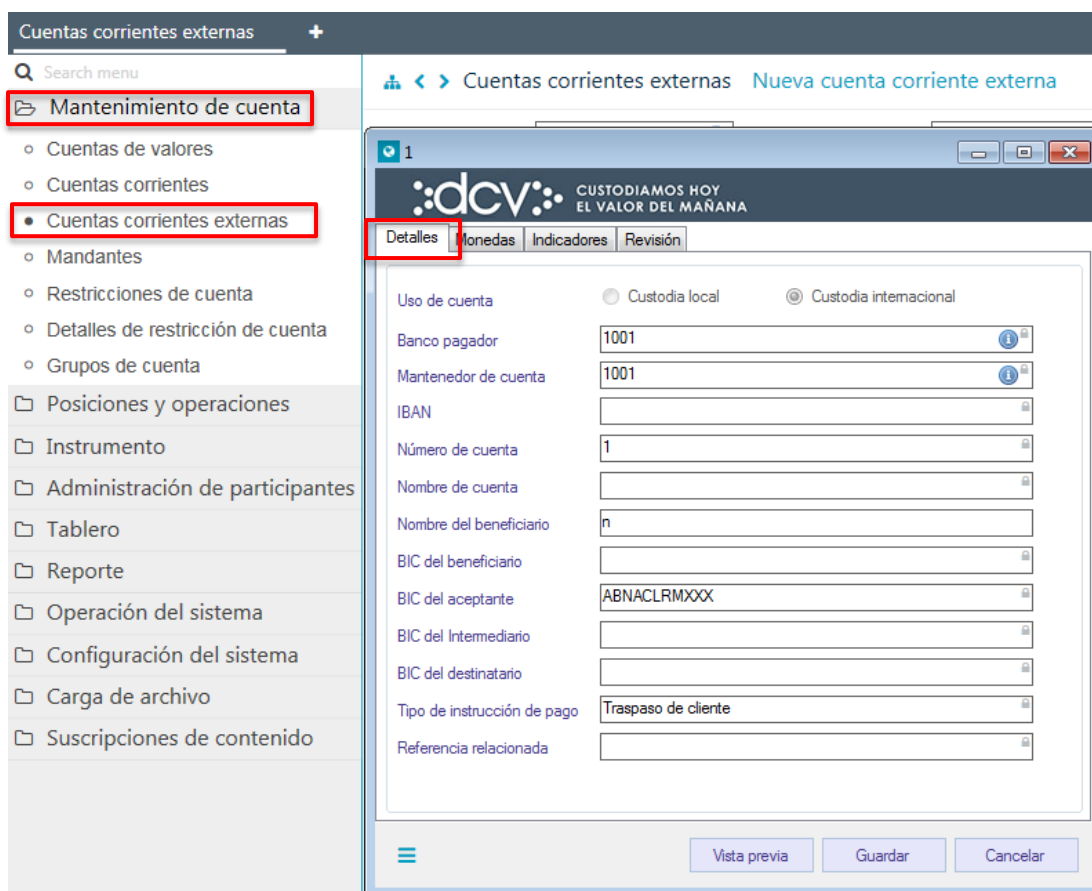 Cuentas corrientes externas +
Search menu
Mantenimiento de cuenta
Cuentas de valores
Cuentas corrientes
Cuentas corrientes externas
Mandantes
Restricciones de cuenta
Detalles de restricción de cuenta
Grupos de cuenta
Posiciones y operaciones
Instrumento
Administración de participantes
Tablero
Reporte
Operación del sistema
Configuración del sistema
Carga de archivo
Suscripciones de contenido
Cuentas corrientes externas Nueva cuenta corriente externa
1
dcv CUSTODIAMOS HOY
EL VALOR DEL MAÑANA
Detalles Monedas Indicadores Revisión
Uso de cuenta Custodia local Custodia internacional
Banco pagador 1001
Mantenedor de cuenta 1001
IBAN
Número de cuenta 1
Nombre de cuenta
Nombre del beneficiario n
BIC del beneficiario
BIC del aceptante ABNACLRMXXX
BIC del Intermediario
BIC del destinatario
Tipo de instrucción de pago Traspaso de cliente
Referencia relacionada
Vista previa Guardar Cancelar